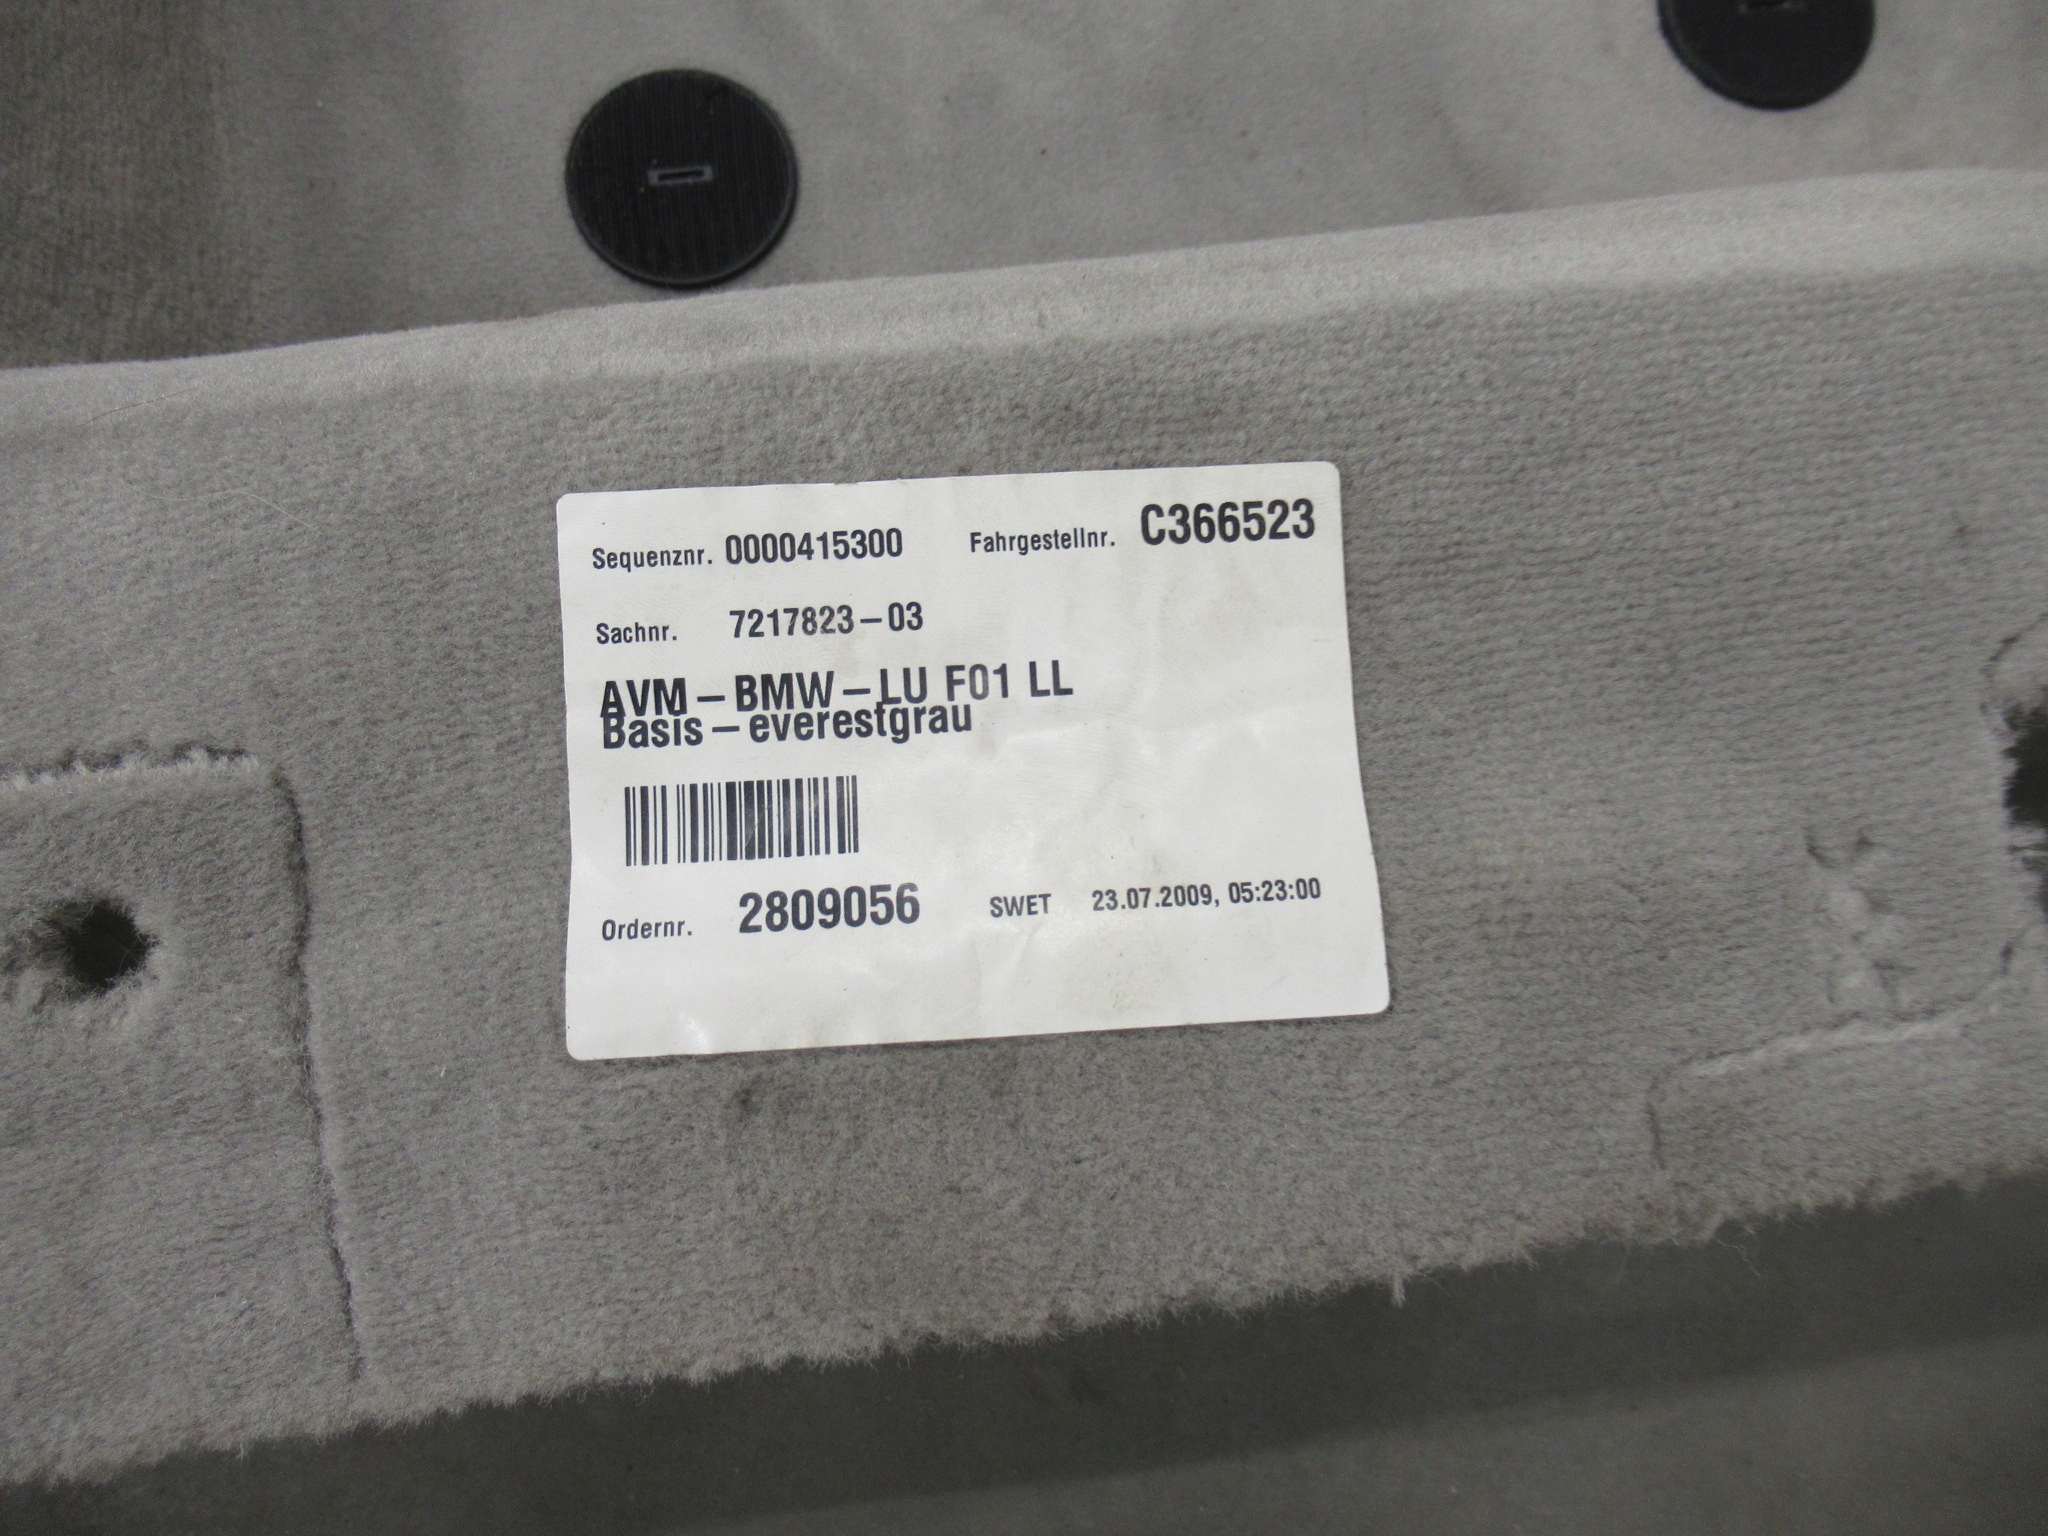 Sequenznr. 0000415300 Fahrgestellnr. C366523
Sachnr. 7217823-03
AVM-BMW-LU F01 LL
Basis-everestgrau
Ordernr. 2809056 SWET 23.07.2009, 05:23:00